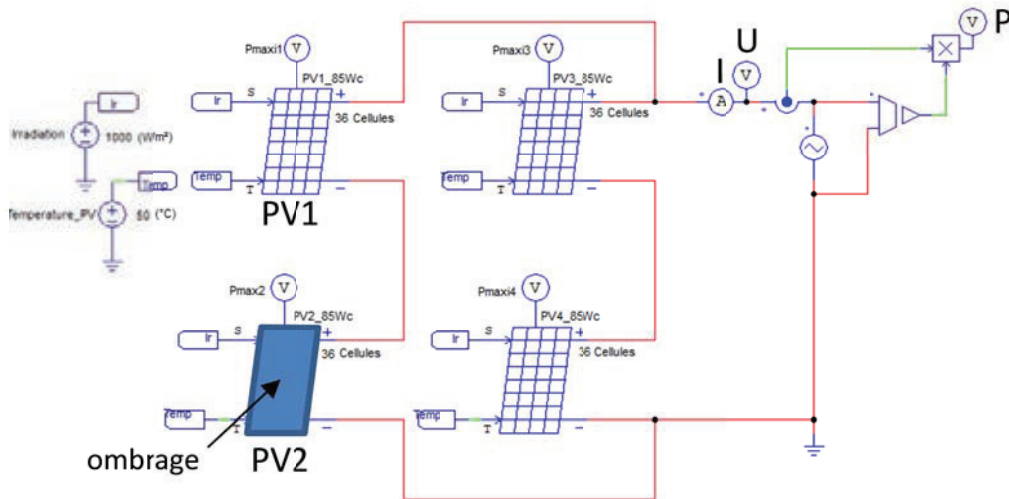 Pmaxi1
V
PV1_85Wc
Ir
S
+
36 Cellules
Temp
T
−
PV1
Pmaxi3
V
PV3_85Wc
Ir
S
+
36 Cellules
Temp
T
−
I
A
U
V
V
P
Ir
Irradiation
1000 (W/m²)
Temp
Temperature_PV
(°C)
Pmax2
V
PV2_85Wc
Ir
S
+
36 Cellules
Temp
T
−
ombrage
PV2
Pmaxi4
V
PV4_85Wc
Ir
S
+
36 Cellules
Temp
T
−